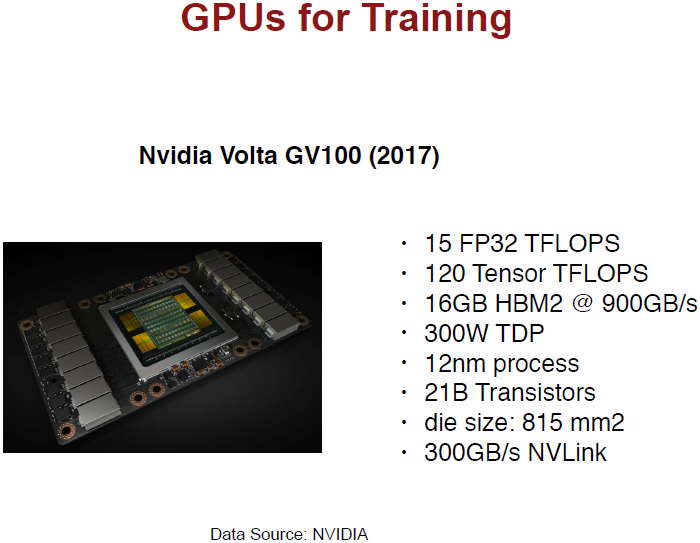 GPUs for Training
Nvidia Volta GV100 (2017)
• 15 FP32 TFLOPS
• 120 Tensor TFLOPS
• 16GB HBM2 @ 900GB/s
• 300W TDP
• 12nm process
• 21B Transistors
• die size: 815 mm2
• 300GB/s NVLink
Data Source: NVIDIA